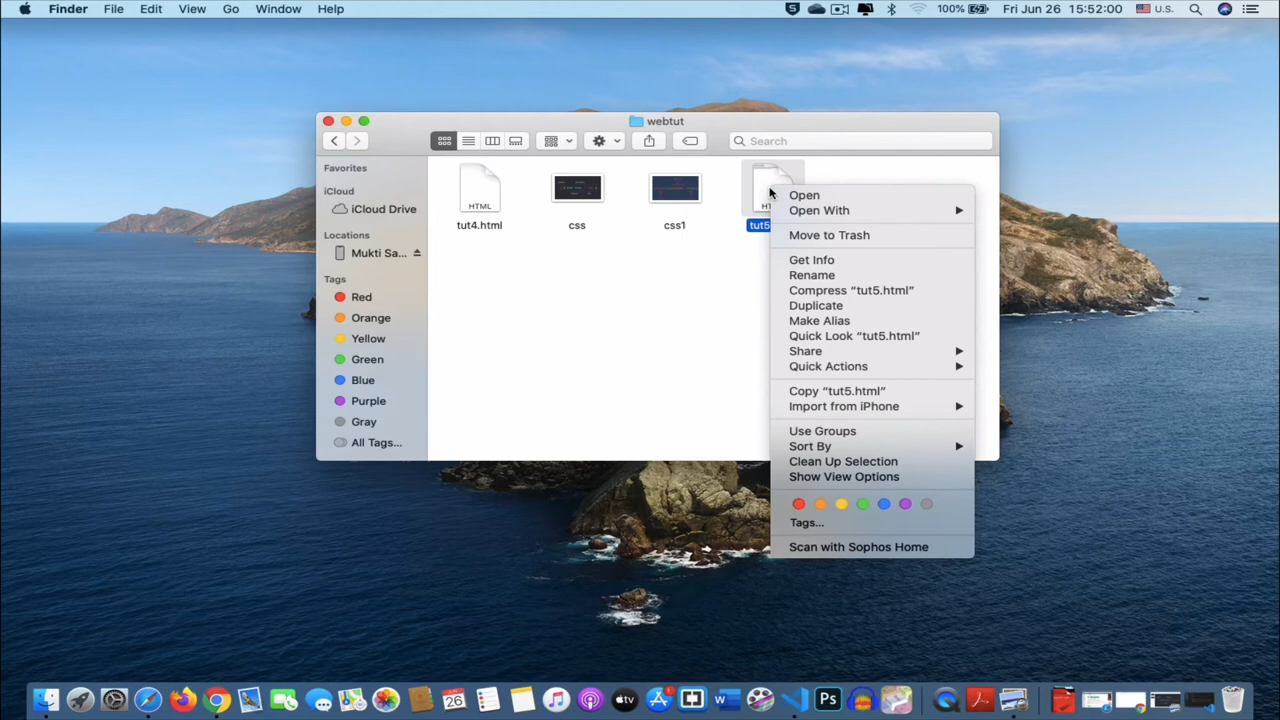 Finder File Edit View Go Window Help 100% Fri Jun 26 15:52:00 U.S.
webtut
Search
Favorites
iCloud
iCloud Drive
Locations
Mukti Sa...
Tags
Red
Orange
Yellow
Green
Blue
Purple
Gray
All Tags...
HTML
tut4.html
css
css1
tut5
Open
Open With
Move to Trash
Get Info
Rename
Compress “tut5.html”
Duplicate
Make Alias
Quick Look “tut5.html”
Share
Quick Actions
Copy “tut5.html”
Import from iPhone
Use Groups
Sort By
Clean Up Selection
Show View Options
Tags...
Scan with Sophos Home
26
tv
W
Ps